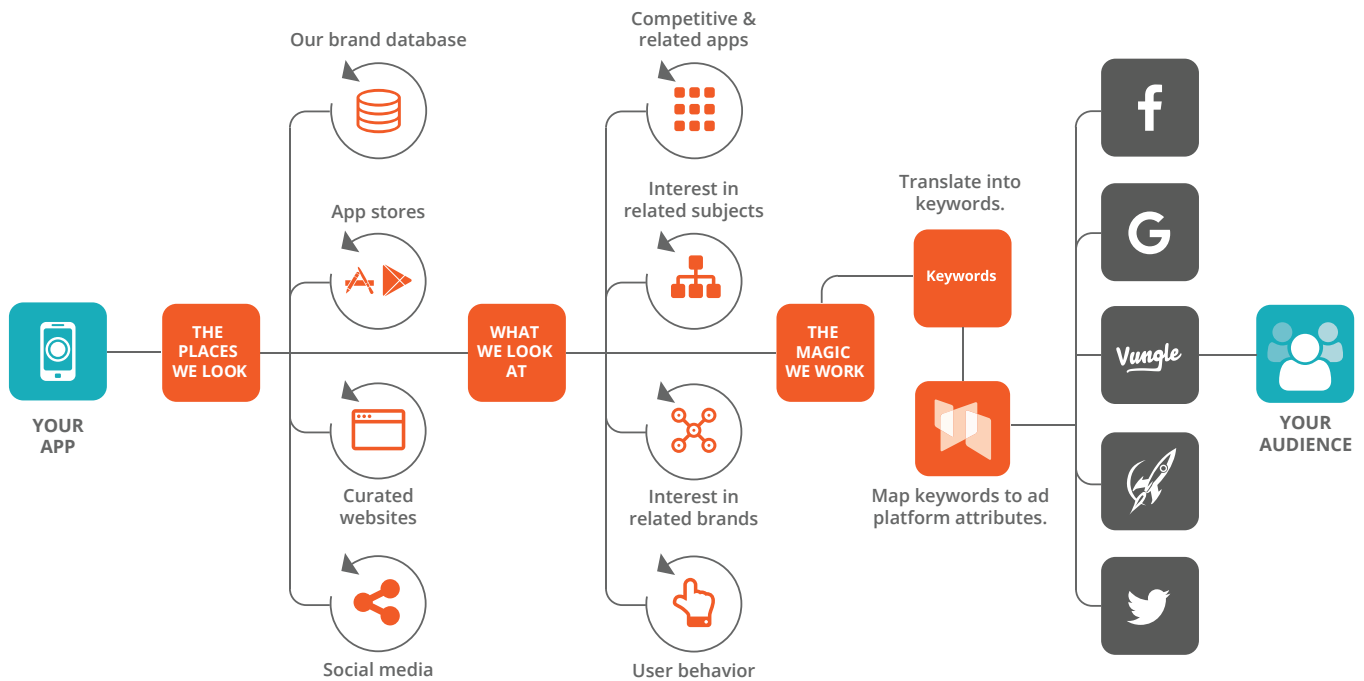 YOUR
APP
THE
PLACES
WE LOOK
Our brand database
App stores
Curated
websites
Social media
WHAT
WE LOOK
AT
Competitive &
related apps
Interest in
related subjects
Interest in
related brands
User behavior
THE
MAGIC
WE WORK
Translate into
keywords.
Keywords
Map keywords to ad
platform attributes.
f
G
Vungle
YOUR
AUDIENCE